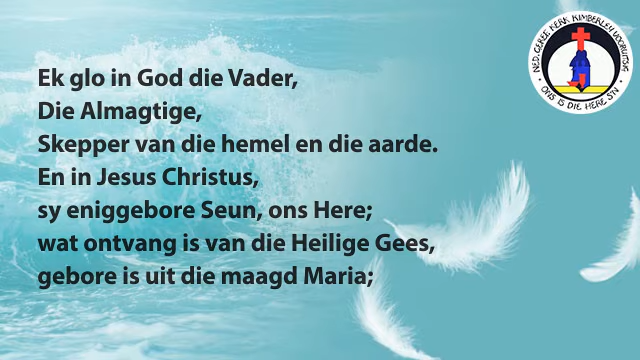 Ek glo in God die Vader,
Die Almagtige,
Skepper van die hemel en die aarde.
En in Jesus Christus,
sy eniggebore Seun, ons Here;
wat ontvang is van die Heilige Gees,
gebore is uit die maagd Maria;
NED. GEREF. KERK KIMBERLEY VOORUITSIG
ONS IS DIE HERE SN